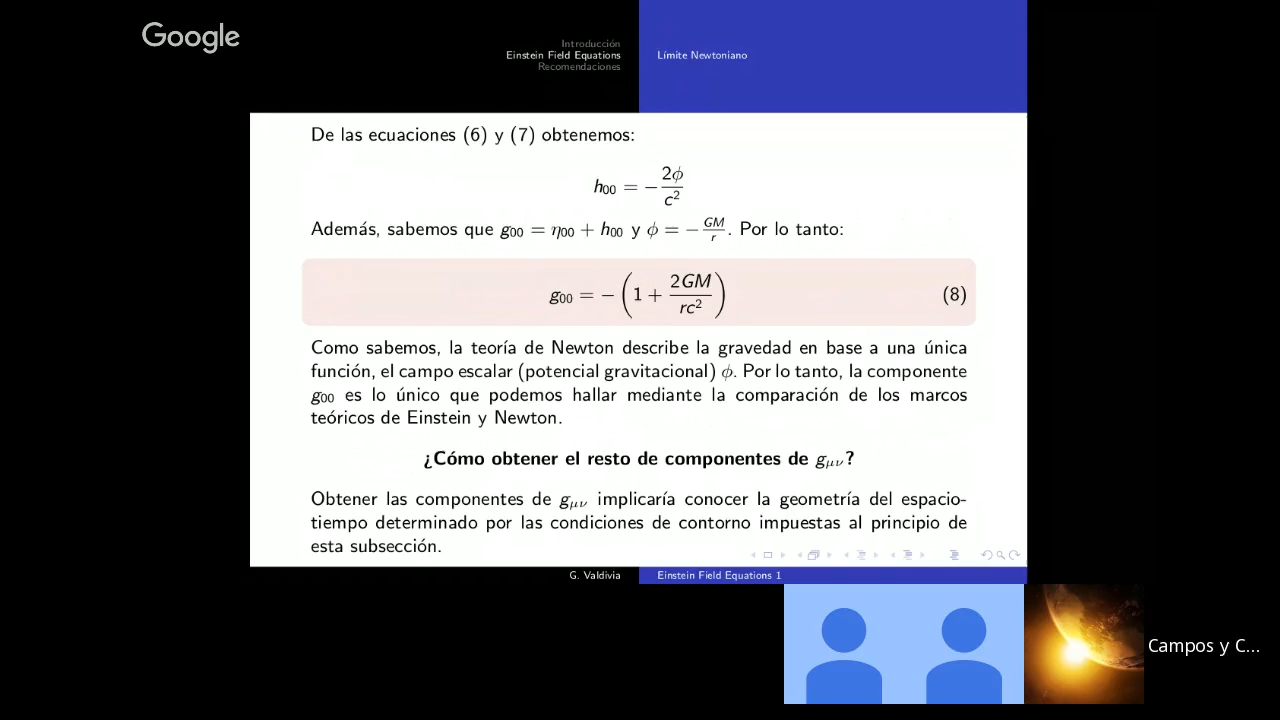 Google
Introducción
Einstein Field Equations
Recomendaciones
Límite Newtoniano
De las ecuaciones (6) y (7) obtenemos:
h₀₀ = −2ϕ/c²
Además, sabemos que g₀₀ = η₀₀ + h₀₀ y ϕ = −GM/r. Por lo tanto:
g₀₀ = −(1 + 2GM/rc²) (8)
Como sabemos, la teoría de Newton describe la gravedad en base a una única
función, el campo escalar (potencial gravitacional) ϕ. Por lo tanto, la componente
g₀₀ es lo único que podemos hallar mediante la comparación de los marcos
teóricos de Einstein y Newton.
¿Cómo obtener el resto de componentes de gμν?
Obtener las componentes de gμν implicaría conocer la geometría del espacio-
tiempo determinado por las condiciones de contorno impuestas al principio de
esta subsección.
G. Valdivia
Einstein Field Equations 1
Campos y C...